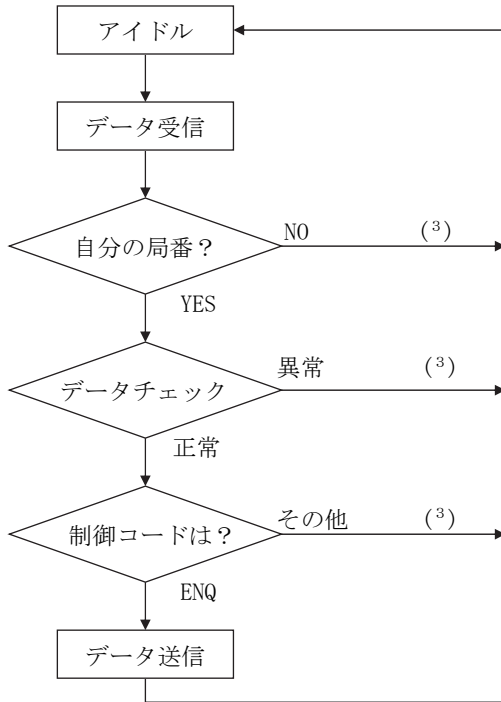 アイドル
データ受信
自分の局番？
NO
(³)
YES
データチェック
異常
(³)
正常
制御コードは？
その他
(³)
ENQ
データ送信